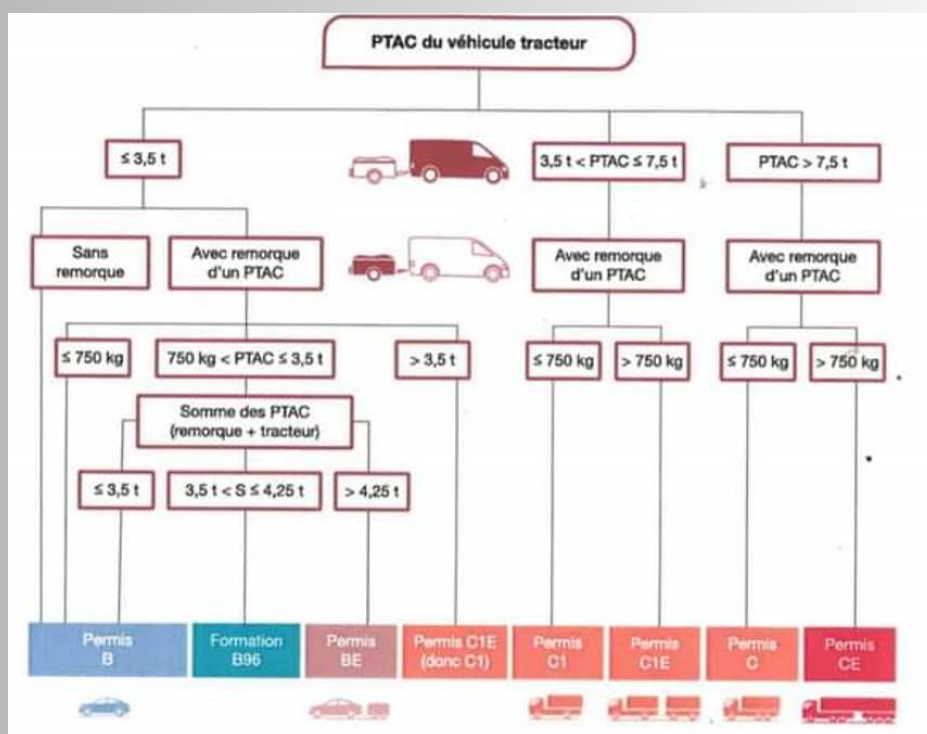 PTAC du véhicule tracteur
≤ 3,5 t
3,5 t < PTAC ≤ 7,5 t
PTAC > 7,5 t
Sans
remorque
Avec remorque
d'un PTAC
Avec remorque
d'un PTAC
Avec remorque
d'un PTAC
≤ 750 kg
750 kg < PTAC ≤ 3,5 t
> 3,5 t
≤ 750 kg
> 750 kg
≤ 750 kg
> 750 kg
Somme des PTAC
(remorque + tracteur)
≤ 3,5 t
3,5 t < S ≤ 4,25 t
> 4,25 t
Permis
B
Formation
B96
Permis
BE
Permis C1E
(donc C1)
Permis
C1
Permis
C1E
Permis
C
Permis
CE